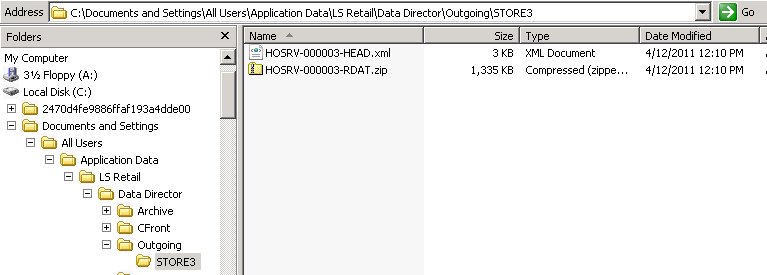 Address C:\Documents and Settings\All Users\Application Data\LS Retail\Data Director\Outgoing\STORE3 Go
Folders
My Computer
3½ Floppy (A:)
Local Disk (C:)
2470d4fe9886ffaf193a4dde00
Documents and Settings
All Users
Application Data
LS Retail
Data Director
Archive
CFront
Outgoing
STORE3
Name Size Type Date Modified
HOSRV-000003-HEAD.xml 3 KB XML Document 4/12/2011 12:10 PM
HOSRV-000003-RDAT.zip 1,335 KB Compressed (zippe... 4/12/2011 12:10 PM